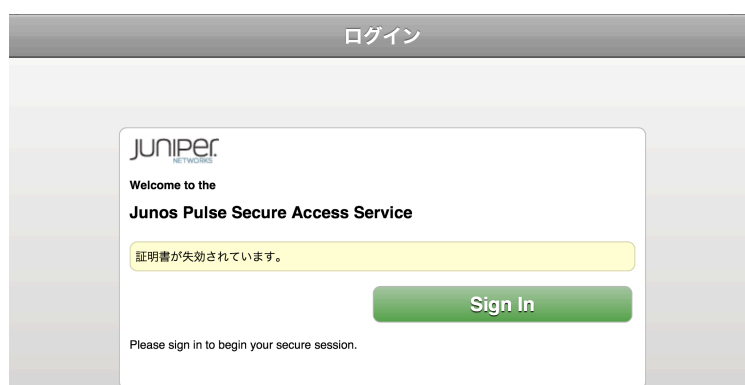 ログイン
JUNIPER
NETWORKS
Welcome to the
Junos Pulse Secure Access Service
証明書が失効されています。
Sign In
Please sign in to begin your secure session.